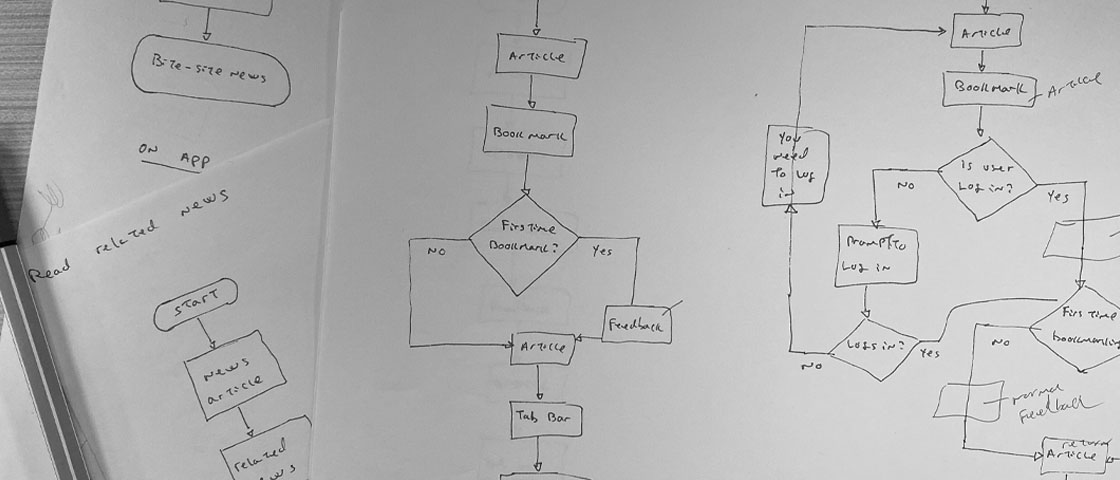 Bite-site news
ON APP
Read related news
START
News
article
related
news
Article
Bookmark
First time
Bookmark?
NO
Yes
Feedback
Article
Tab Bar
Article
Bookmark
Article
You
need
To Log
in
Is user
Log in?
NO
Yes
Prompt To
Log in
Logs in?
NO
Yes
First time
bookmarking
NO
normal
Feedback
return
Article